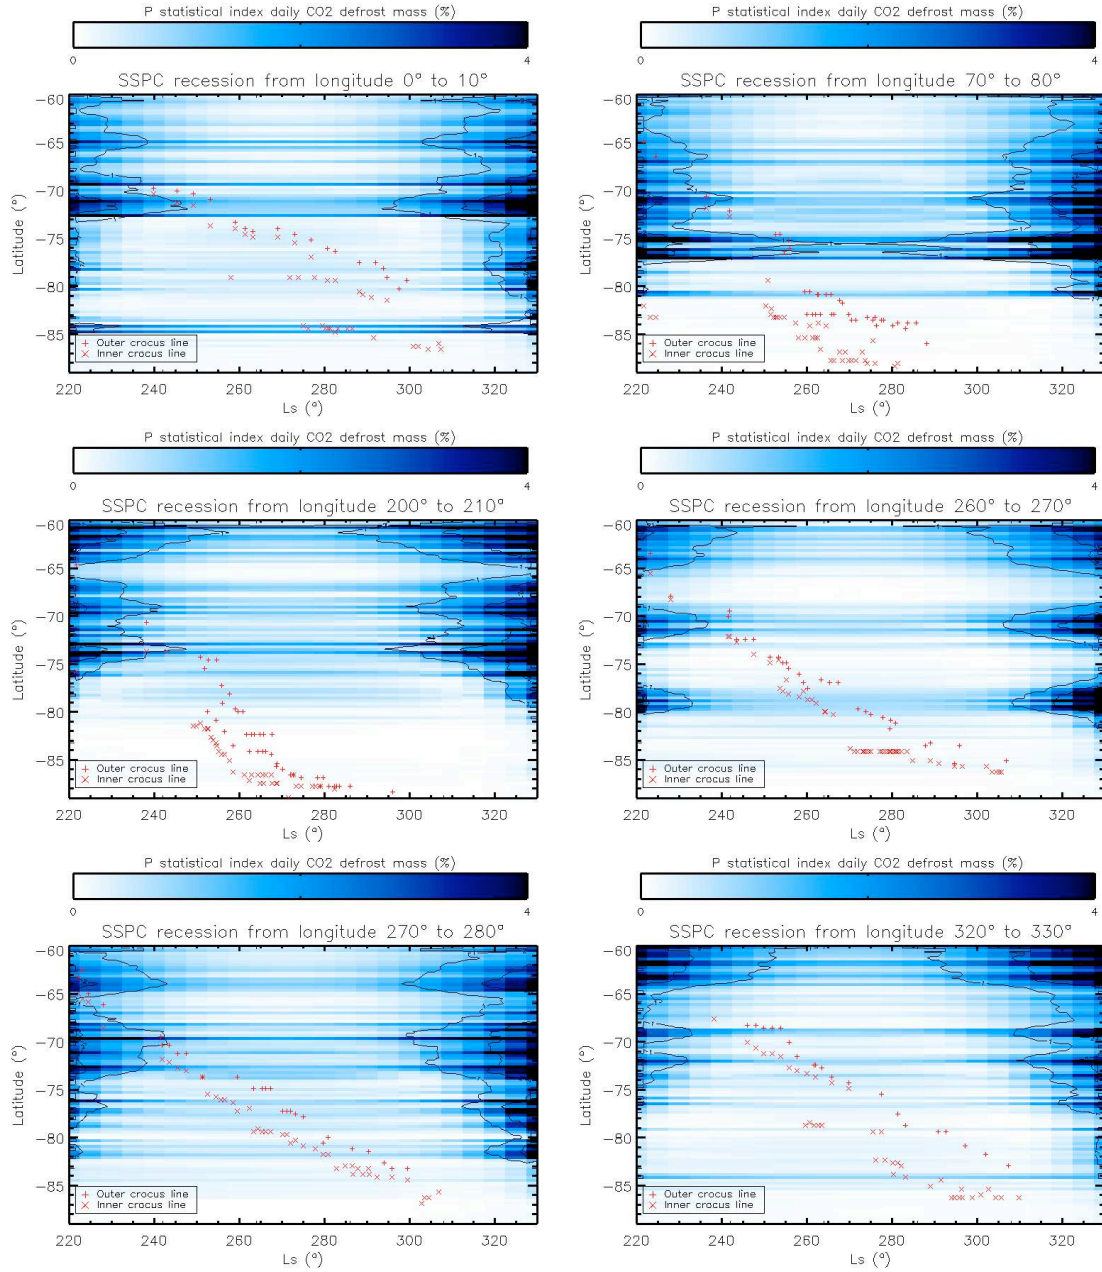 P statistical index daily CO2 defrost mass (%)
0 4
SSPC recession from longitude 0° to 10°
-60
-65
-70
-75
-80
-85
Latitude (°)
+ Outer crocus line
× Inner crocus line
220 240 260 280 300 320
Ls (°)
P statistical index daily CO2 defrost mass (%)
0 4
SSPC recession from longitude 70° to 80°
-60
-65
-70
-75
-80
-85
Latitude (°)
+ Outer crocus line
× Inner crocus line
220 240 260 280 300 320
Ls (°)
P statistical index daily CO2 defrost mass (%)
0 4
SSPC recession from longitude 200° to 210°
-60
-65
-70
-75
-80
-85
Latitude (°)
+ Outer crocus line
× Inner crocus line
220 240 260 280 300 320
Ls (°)
P statistical index daily CO2 defrost mass (%)
0 4
SSPC recession from longitude 260° to 270°
-60
-65
-70
-75
-80
-85
Latitude (°)
+ Outer crocus line
× Inner crocus line
220 240 260 280 300 320
Ls (°)
P statistical index daily CO2 defrost mass (%)
0 4
SSPC recession from longitude 270° to 280°
-60
-65
-70
-75
-80
-85
Latitude (°)
+ Outer crocus line
× Inner crocus line
220 240 260 280 300 320
Ls (°)
P statistical index daily CO2 defrost mass (%)
0 4
SSPC recession from longitude 320° to 330°
-60
-65
-70
-75
-80
-85
Latitude (°)
+ Outer crocus line
× Inner crocus line
220 240 260 280 300 320
Ls (°)